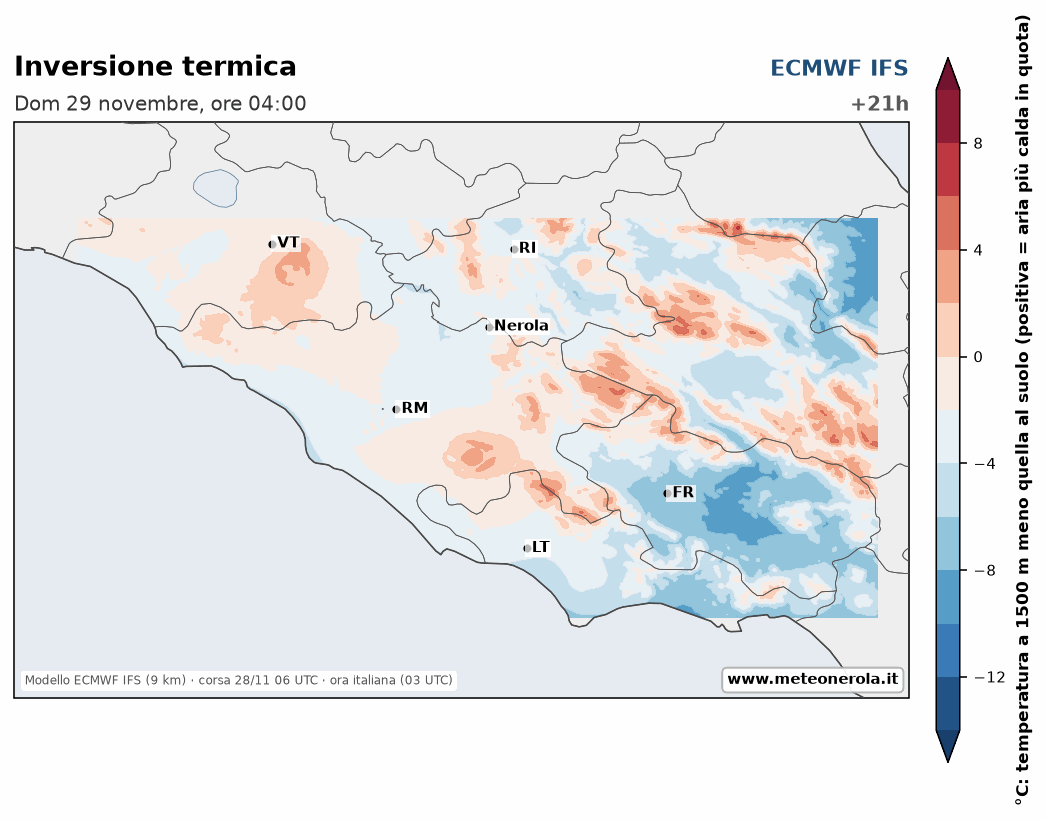 Inversione termica
ECMWF IFS
Dom 29 novembre, ore 04:00
+21h
VT
RI
Nerola
RM
FR
LT
Modello ECMWF IFS (9 km) · corsa 28/11 06 UTC · ora italiana (03 UTC)
www.meteonerola.it
8
4
0
−4
−8
−12
°C: temperatura a 1500 m meno quella al suolo (positiva = aria più calda in quota)